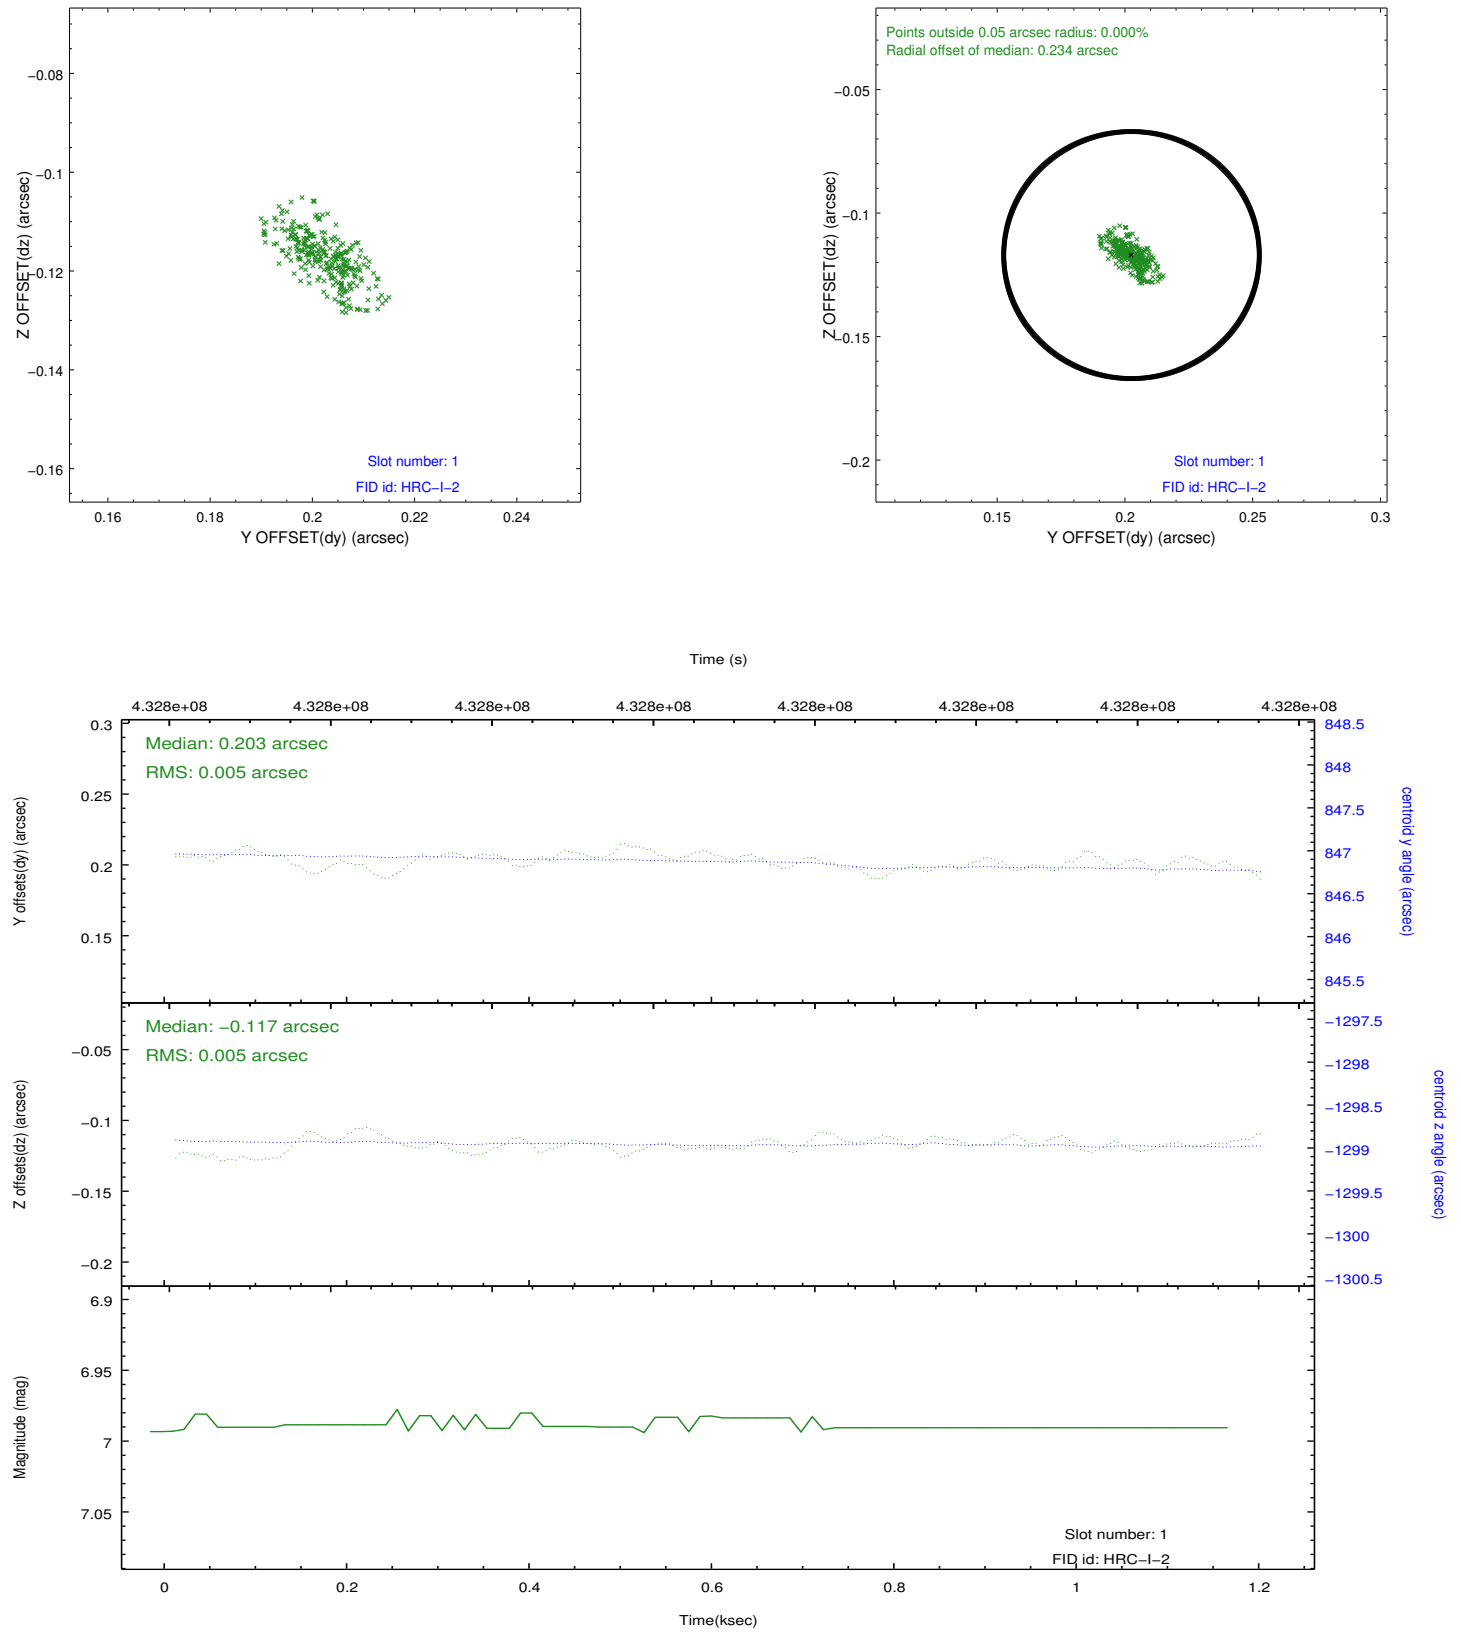 −0.08
−0.1
−0.12
−0.14
−0.16
Z OFFSET(dz) (arcsec)
Slot number: 1
FID id: HRC−I−2
0.16 0.18 0.2 0.22 0.24
Y OFFSET(dy) (arcsec)
Points outside 0.05 arcsec radius: 0.000%
Radial offset of median: 0.234 arcsec
−0.05
−0.1
−0.15
−0.2
Z OFFSET(dz) (arcsec)
Slot number: 1
FID id: HRC−I−2
0.15 0.2 0.25 0.3
Y OFFSET(dy) (arcsec)
Time (s)
4.328e+08 4.328e+08 4.328e+08 4.328e+08 4.328e+08 4.328e+08 4.328e+08 4.328e+08
Median: 0.203 arcsec
RMS: 0.005 arcsec
0.3
0.25
0.2
0.15
Y offsets(dy) (arcsec)
848.5
848
847.5
847
846.5
846
845.5
centroid y angle (arcsec)
Median: −0.117 arcsec
RMS: 0.005 arcsec
−0.05
−0.1
−0.15
−0.2
Z offsets(dz) (arcsec)
−1297.5
−1298
−1298.5
−1299
−1299.5
−1300
−1300.5
centroid z angle (arcsec)
6.9
6.95
7
7.05
Magnitude (mag)
Slot number: 1
FID id: HRC−I−2
0 0.2 0.4 0.6 0.8 1 1.2
Time(ksec)